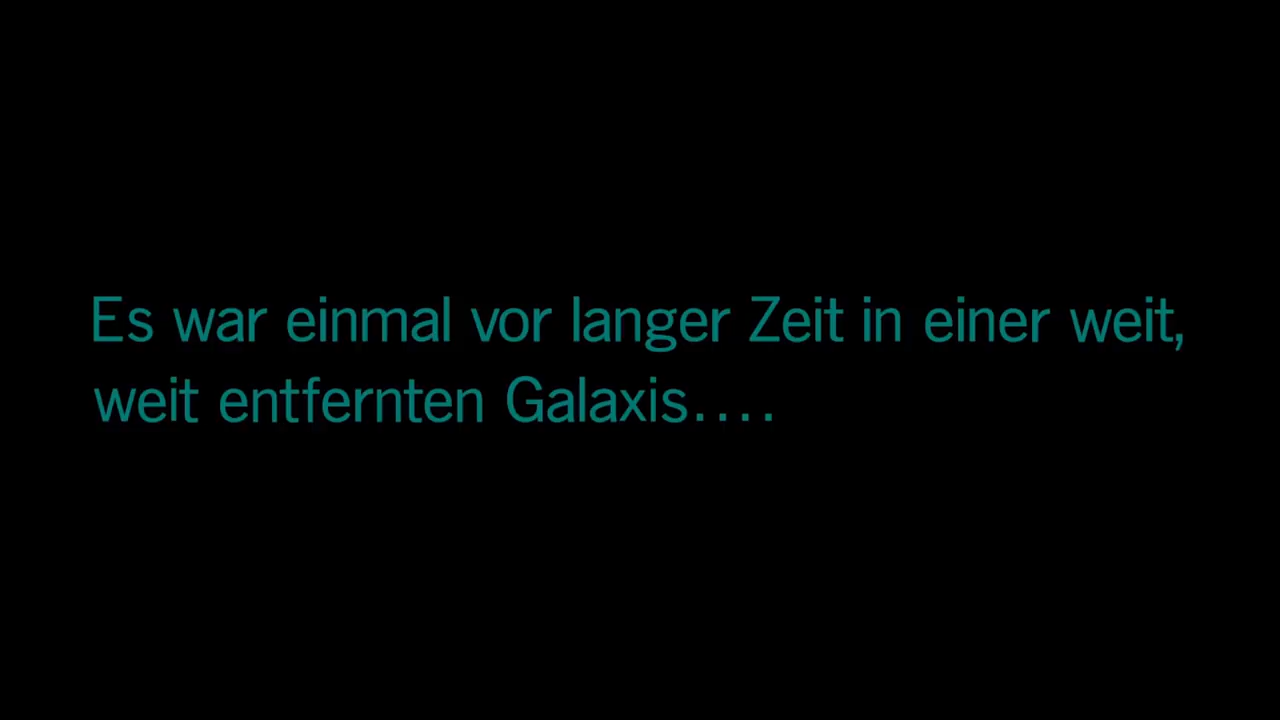 Es war einmal vor langer Zeit in einer weit,
weit entfernten Galaxis....